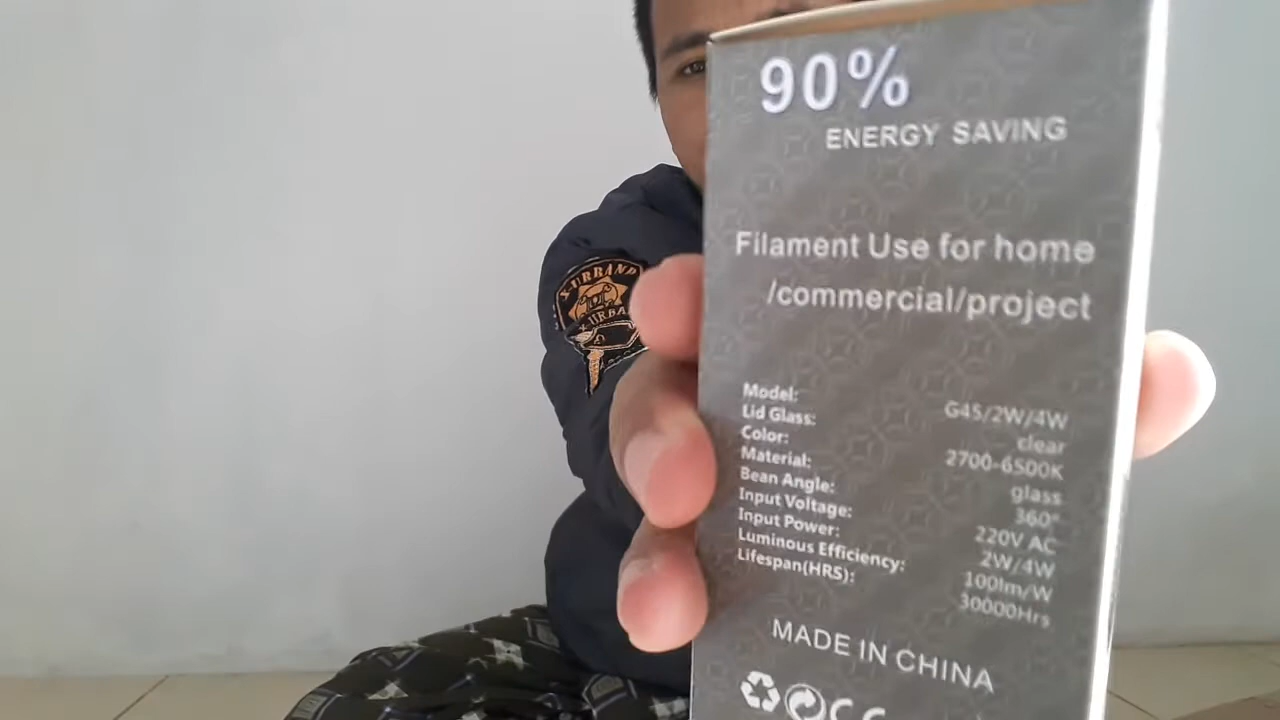 90%
ENERGY SAVING
Filament Use for home
/commercial/project
Model: G45/2W/4W
Lid Glass: clear
Color: 2700-6500K
Material: glass
Bean Angle: 360°
Input Voltage: 220V AC
Input Power: 2W/4W
Luminous Efficiency: 100lm/W
Lifespan(HRS): 30000Hrs
MADE IN CHINA
X-URBAND